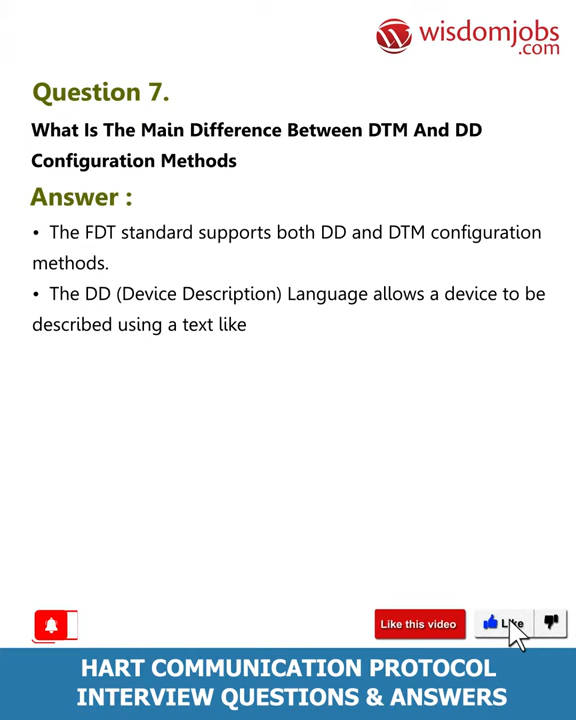 wisdomjobs
.com
Question 7.
What Is The Main Difference Between DTM And DD
Configuration Methods
Answer :
• The FDT standard supports both DD and DTM configuration
methods.
• The DD (Device Description) Language allows a device to be
described using a text like
Like this video
Like
HART COMMUNICATION PROTOCOL
INTERVIEW QUESTIONS & ANSWERS